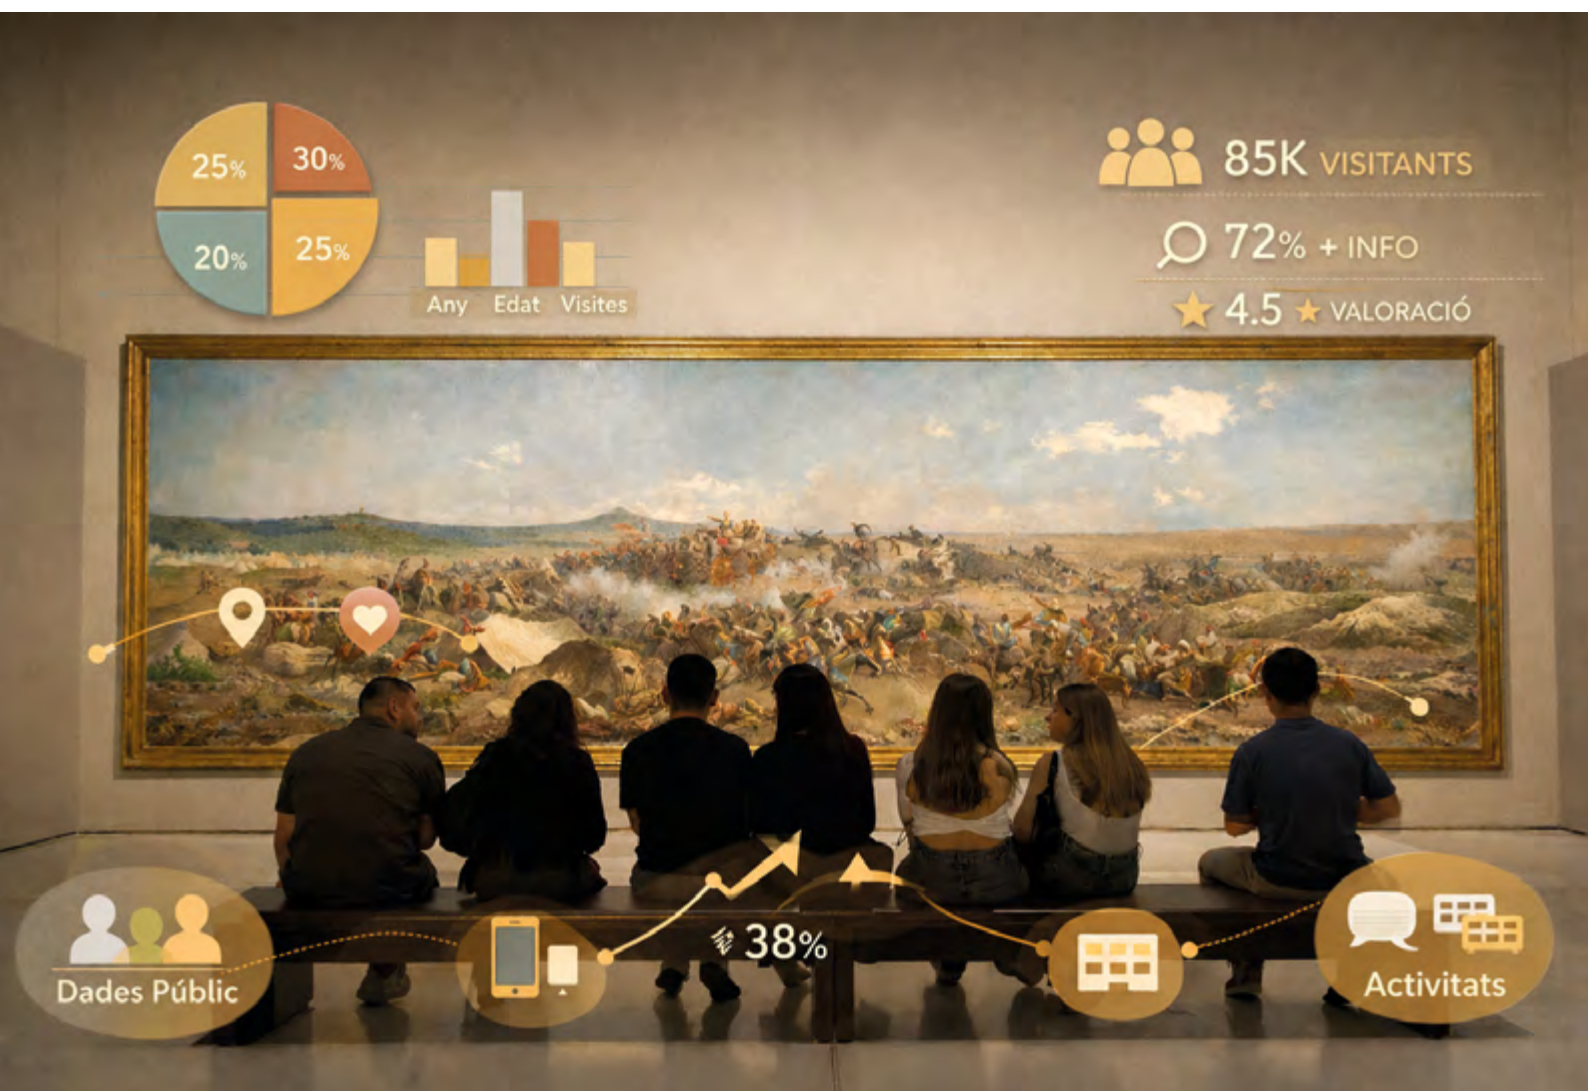 25%
30%
20%
25%
Any Edat Visites
85K VISITANTS
72% + INFO
4.5 VALORACIÓ
38%
Dades Públic
Activitats